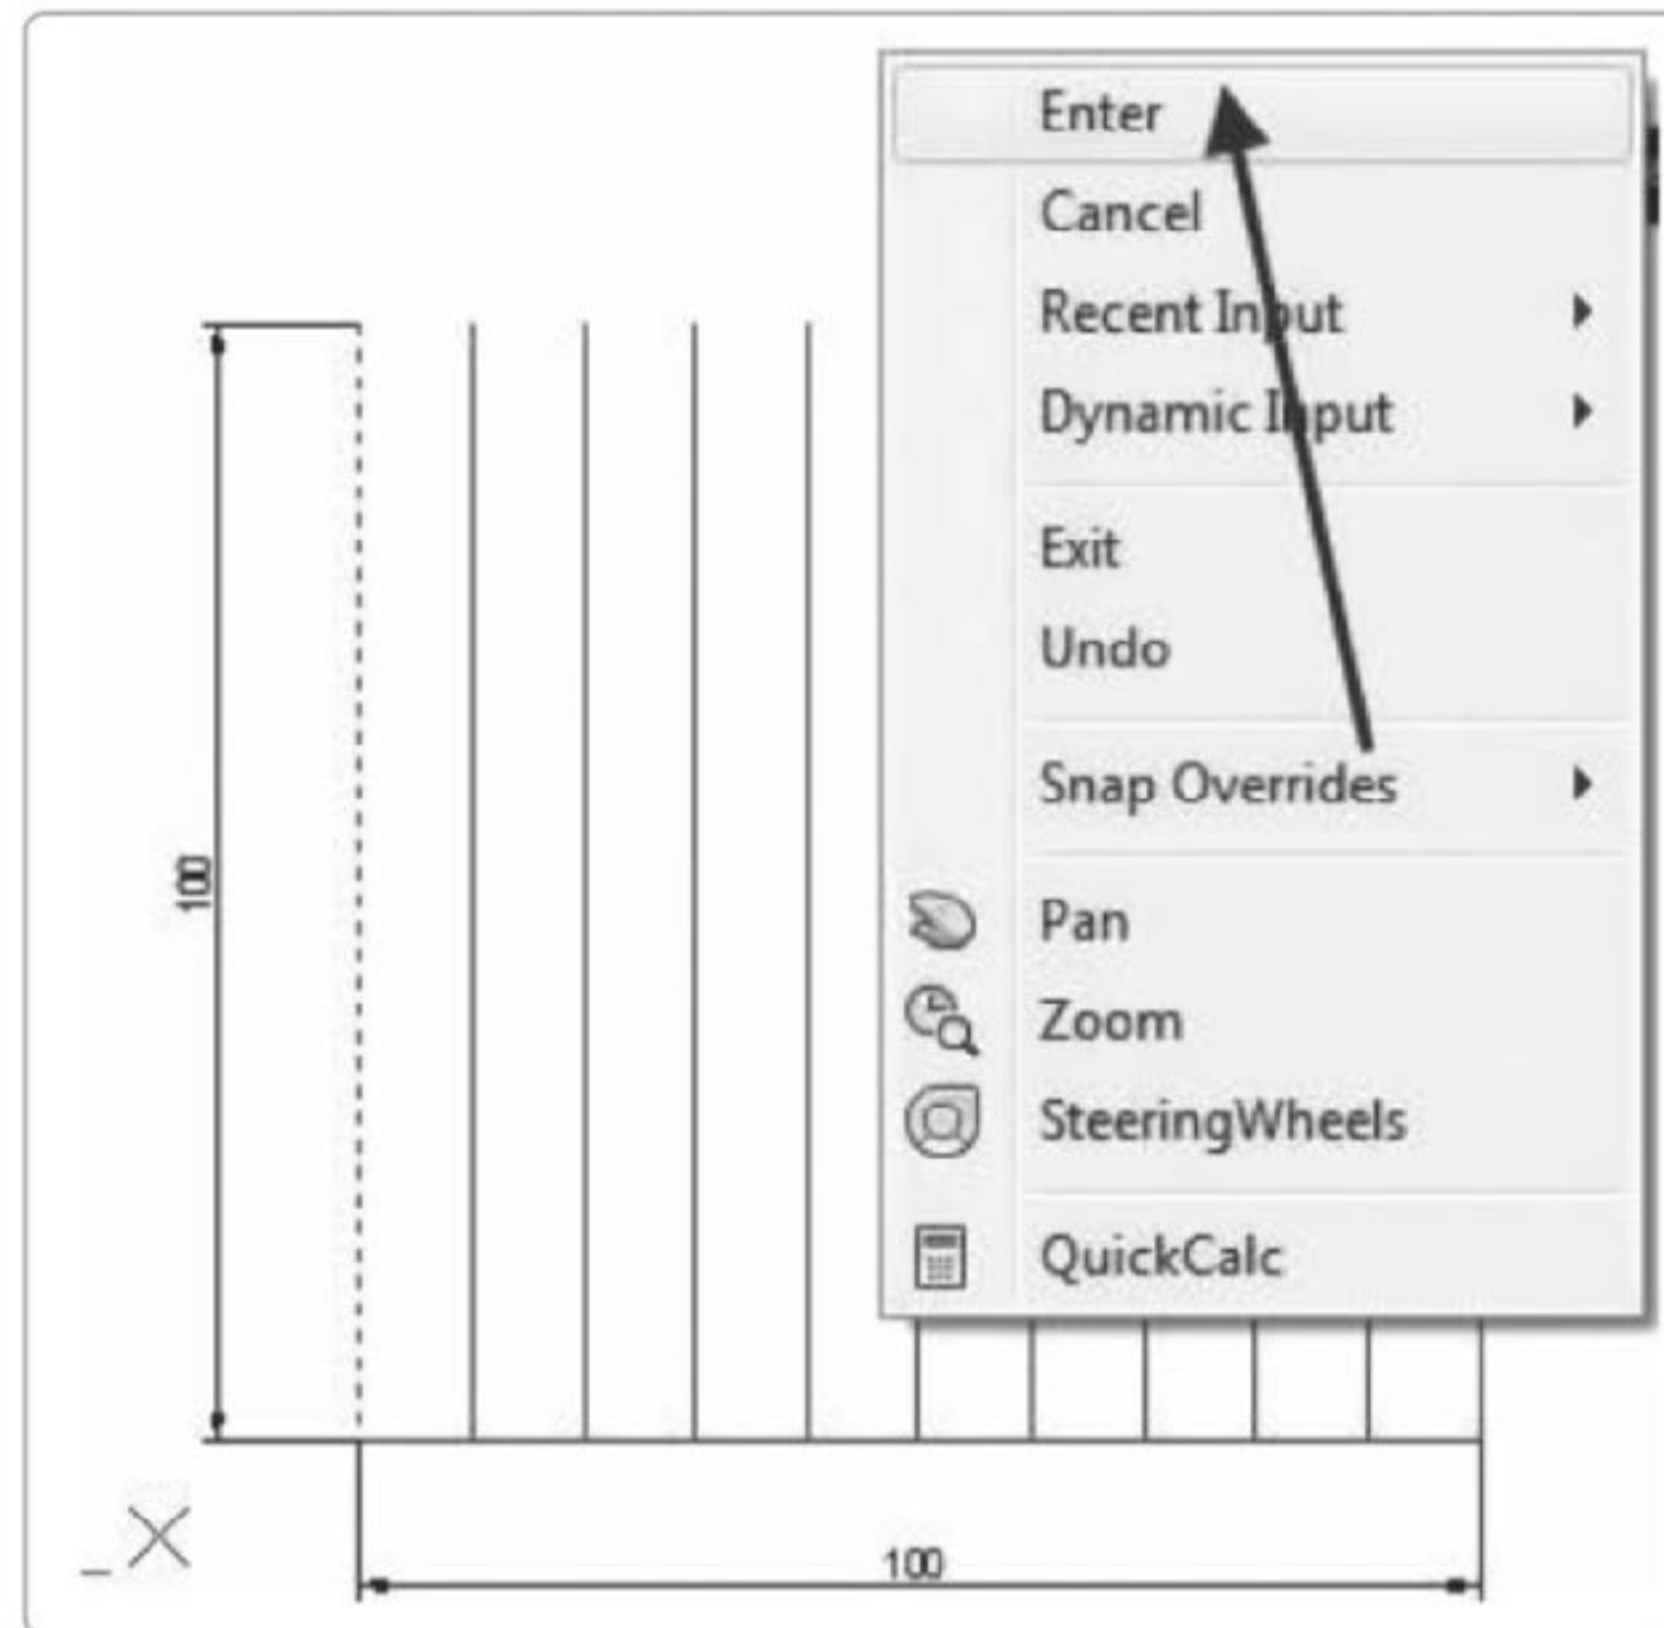 Enter
Cancel
Recent Input
Dynamic Input
Exit
Undo
Snap Overrides
Pan
Zoom
SteeringWheels
QuickCalc
100
100
X